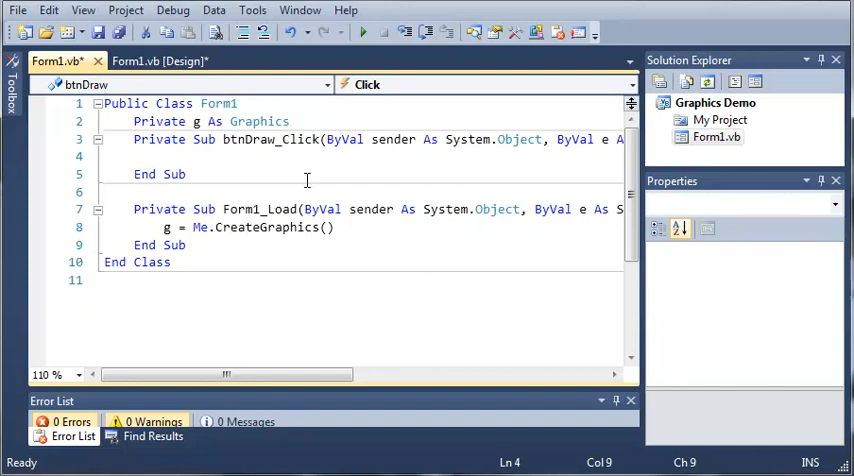 File Edit View Project Debug Data Tools Window Help
Form1.vb* Form1.vb [Design]*
Solution Explorer
Toolbox
btnDraw
Click
Graphics Demo
My Project
Form1.vb
1 Public Class Form1
2 Private g As Graphics
3 Private Sub btnDraw_Click(ByVal sender As System.Object, ByVal e A
4
5 End Sub
6
7 Private Sub Form1_Load(ByVal sender As System.Object, ByVal e As S
8 g = Me.CreateGraphics()
9 End Sub
10 End Class
11
Properties
110 %
Error List
0 Errors 0 Warnings 0 Messages
Error List Find Results
Ready Ln 4 Col 9 Ch 9 INS